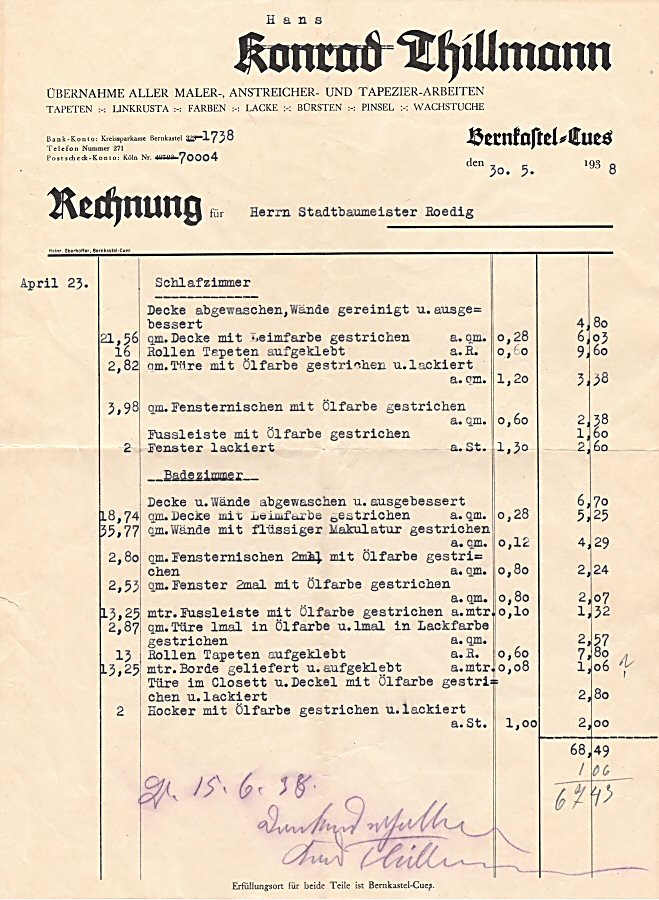 Hans
Konrad Thillmann
ÜBERNAHME ALLER MALER-, ANSTREICHER- UND TAPEZIER-ARBEITEN
TAPETEN :-: LINKRUSTA :-: FARBEN :-: LACKE :-: BÜRSTEN :-: PINSEL :-: WACHSTUCHE
Bank-Konto: Kreissparkasse Bernkastel 1738
Telefon Nummer 271
Postscheck-Konto: Köln Nr. 70004
Bernkastel-Cues
den 30. 5. 1938
Rechnung für Herrn Stadtbaumeister Roedig
Heinr. Oberhoffer, Bernkastel-Cues
April 23. Schlafzimmer
Decke abgewaschen,Wände gereinigt u.ausge=
bessert 4,80
21,56 qm.Decke mit Leimfarbe gestrichen a.qm. 0,28 6,03
16 Rollen Tapeten aufgeklebt a.R. 0,60 9,60
2,82 qm.Türe mit Ölfarbe gestrichen u.lackiert
a.qm. 1,20 3,38
3,98 qm.Fensternischen mit Ölfarbe gestrichen
a.qm. 0,60 2,38
Fussleiste mit Ölfarbe gestrichen 1,60
2 Fenster lackiert a.St. 1,30 2,60
Badezimmer
Decke u.Wände abgewaschen u.ausgebessert 6,70
18,74 qm.Decke mit Leimfarbe gestrichen a.qm. 0,28 5,25
35,77 qm.Wände mit flüssiger Makulatur gestrichen
a.qm. 0,12 4,29
2,80 qm.Fensternischen 2mal mit Ölfarbe gestri=
chen a.qm. 0,80 2,24
2,53 qm.Fenster 2mal mit Ölfarbe gestrichen
a.qm. 0,80 2,07
13,25 mtr.Fussleiste mit Ölfarbe gestrichen a.mtr. 0,10 1,32
2,87 qm.Türe 1mal in Ölfarbe u.1mal in Lackfarbe
gestrichen a.qm. 2,57
13 Rollen Tapeten aufgeklebt a.R. 0,60 7,80
13,25 mtr.Borde geliefert u.aufgeklebt a.mtr. 0,08 1,06
Türe im Closett u.Deckel mit Ölfarbe gestri=
chen u.lackiert 2,80
2 Hocker mit Ölfarbe gestrichen u.lackiert
a.St. 1,00 2,00
68,49
1 06
67 43
15. 6. 38.
Dankend erhalten
Thillmann
Erfüllungsort für beide Teile ist Bernkastel-Cues.